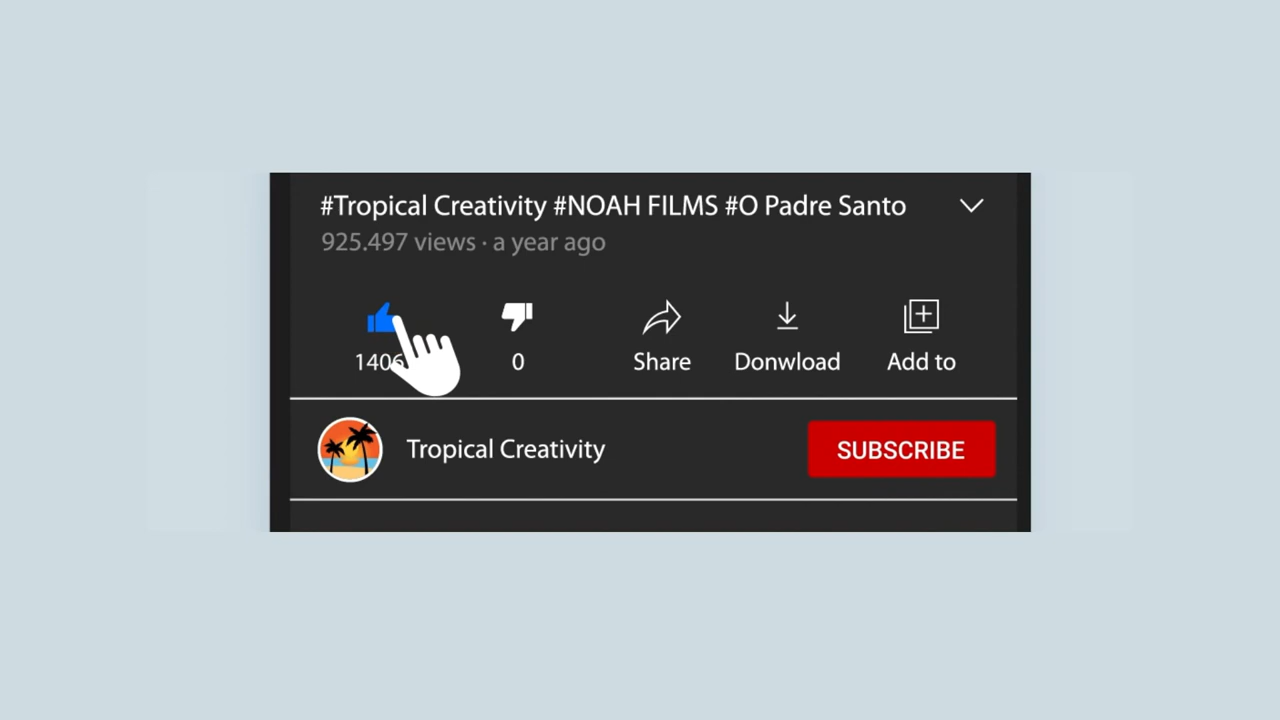 #Tropical Creativity #NOAH FILMS #O Padre Santo
925.497 views · a year ago
1406 0 Share Donwload Add to
Tropical Creativity SUBSCRIBE